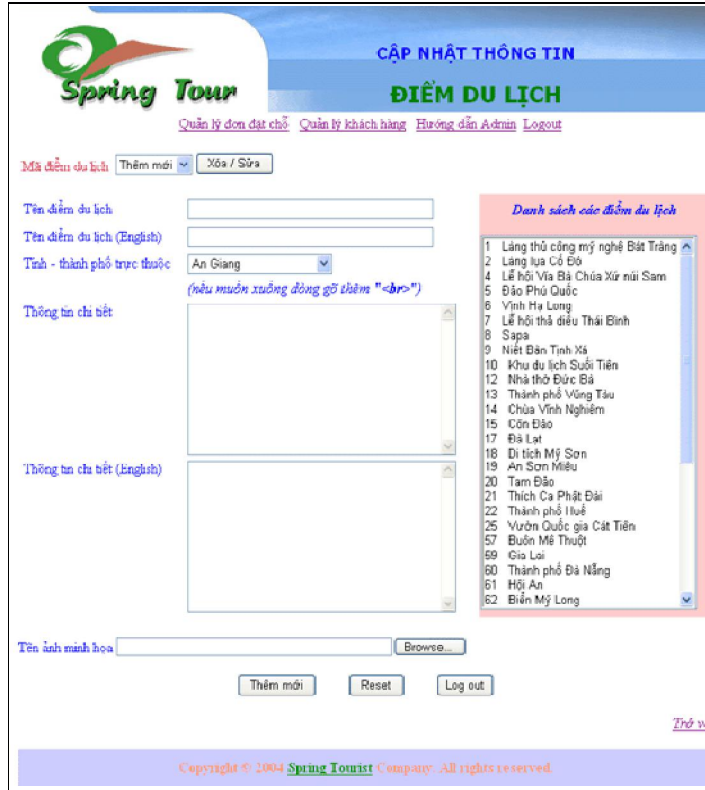 Spring Tour
CẬP NHẬT THÔNG TIN
ĐIỂM DU LỊCH
Quản lý đơn đặt chỗ Quản lý khách hàng Hướng dẫn Admin Logout
Mã điểm du lịch Thêm mới Xóa / Sửa
Tên điểm du lịch
Tên điểm du lịch (English)
Tỉnh - thành phố trực thuộc An Giang
(nếu muốn xuống dòng gõ thêm "<br>")
Thông tin chi tiết
Thông tin chi tiết (English)
Danh sách các điểm du lịch
1 Làng thủ công mỹ nghệ Bát Tràng
2 Làng lụa Cổ Đô
4 Lễ hội Vía Bà Chúa Xứ núi Sam
5 Đảo Phú Quốc
6 Vịnh Hạ Long
7 Lễ hội thả diều Thái Bình
8 Sapa
9 Niết Bàn Tịnh Xá
10 Khu du lịch Suối Tiên
12 Nhà thờ Đức Bà
13 Thành phố Vũng Tàu
14 Chùa Vĩnh Nghiêm
15 Côn Đảo
17 Đà Lạt
18 Di tích Mỹ Sơn
19 An Sơn Miếu
20 Tam Đảo
21 Thích Ca Phật Đài
22 Thành phố Huế
25 Vườn Quốc gia Cát Tiên
57 Buôn Mê Thuột
59 Gia Lai
60 Thành phố Đà Nẵng
61 Hội An
62 Biển Mỹ Long
Tên ảnh minh họa Browse...
Thêm mới Reset Log out
Trở v
Copyright © 2004 Spring Tourist Company. All rights reserved.